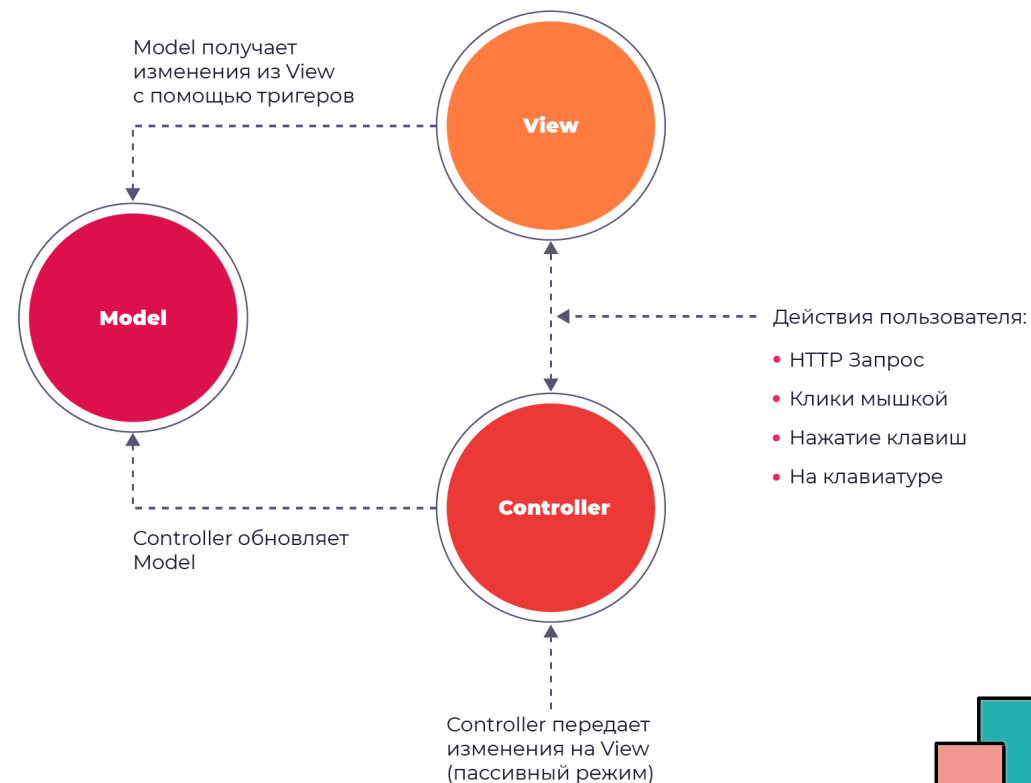 Model получает
изменения из View
с помощью тригеров
View
Model
Действия пользователя:
HTTP Запрос
Клики мышкой
Нажатие клавиш
На клавиатуре
Controller
Controller обновляет
Model
Controller передает
изменения на View
(пассивный режим)